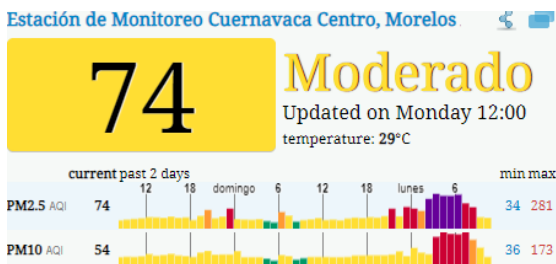 Estación de Monitoreo Cuernavaca Centro, Morelos
74
Moderado
Updated on Monday 12:00
temperature: 29°C
current past 2 days min max
12 18 domingo 6 12 18 lunes 6
PM2.5 AQI 74 34 281
PM10 AQI 54 36 173